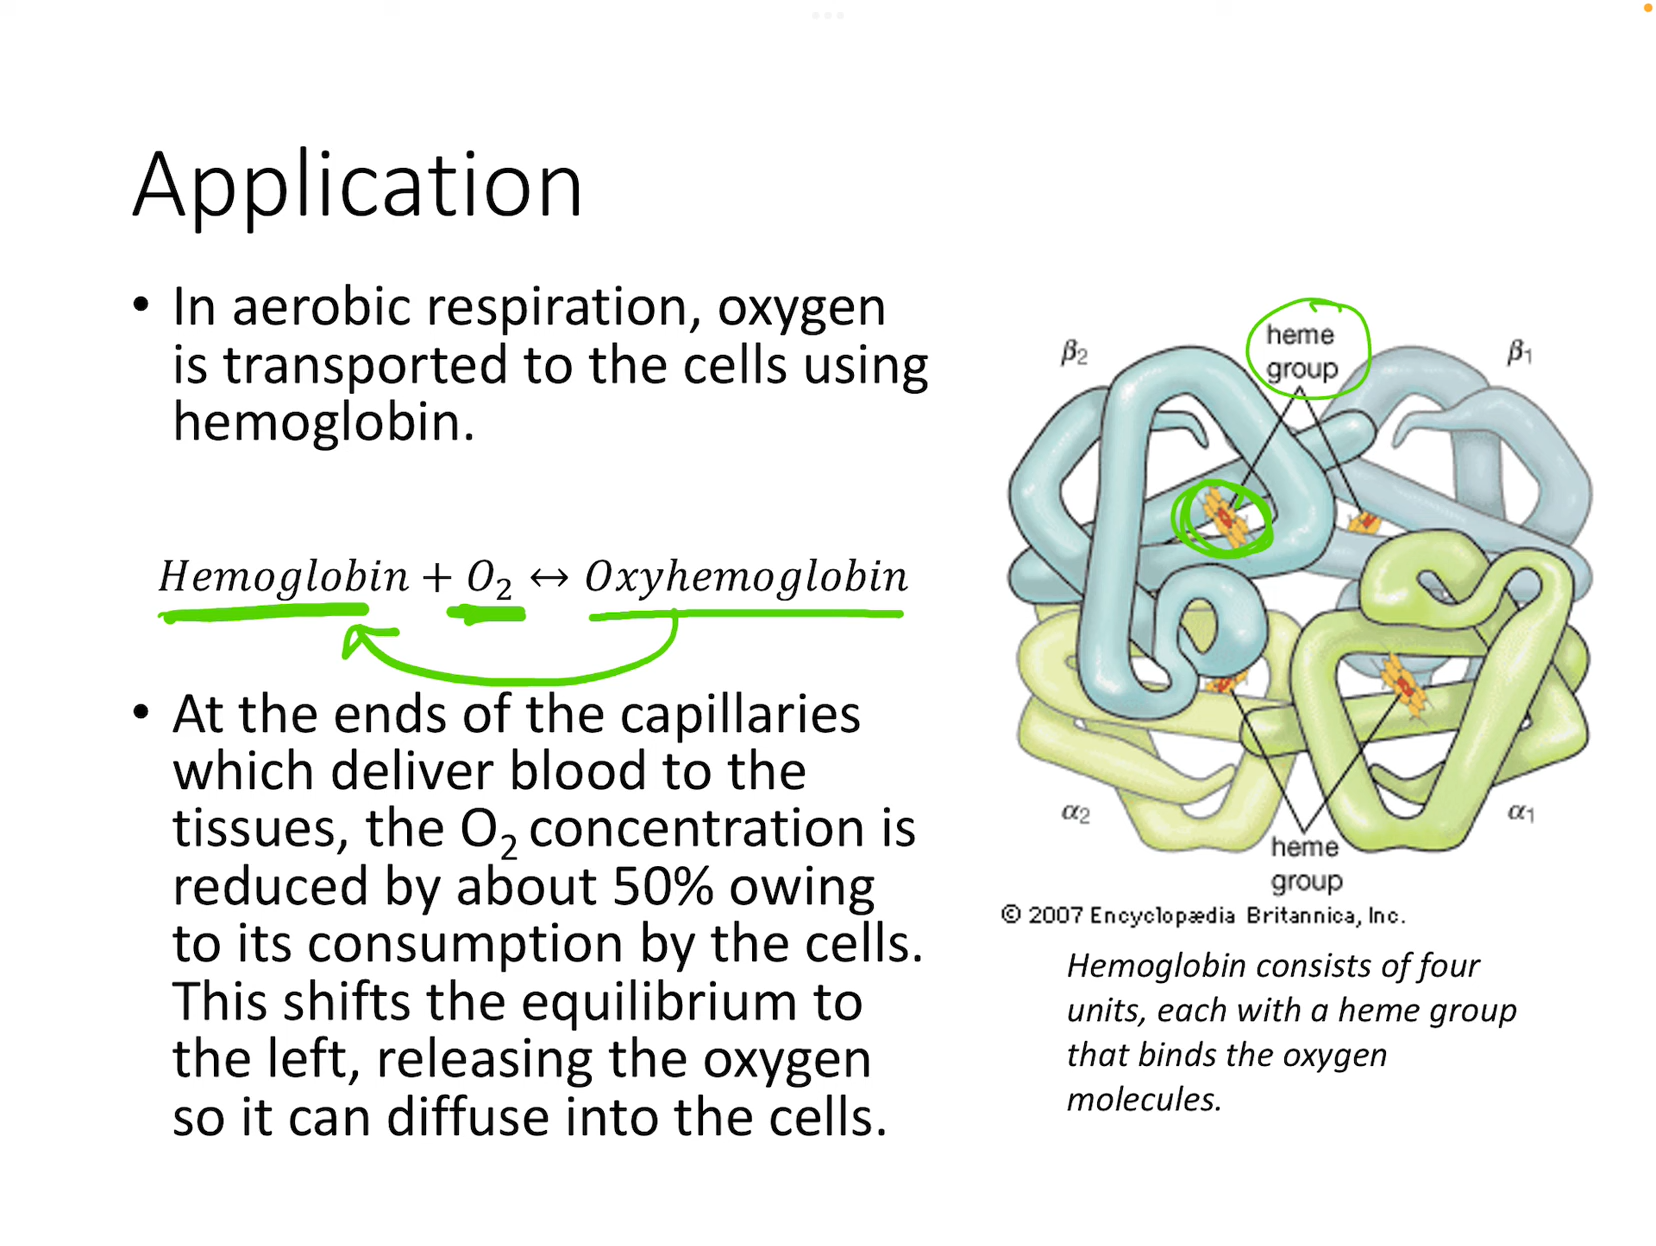 Application
• In aerobic respiration, oxygen
is transported to the cells using
hemoglobin.
Hemoglobin + O₂ ↔ Oxyhemoglobin
• At the ends of the capillaries
which deliver blood to the
tissues, the O₂ concentration is
reduced by about 50% owing
to its consumption by the cells.
This shifts the equilibrium to
the left, releasing the oxygen
so it can diffuse into the cells.
heme
group
β₂
β₁
α₂
α₁
heme
group
© 2007 Encyclopædia Britannica, Inc.
Hemoglobin consists of four
units, each with a heme group
that binds the oxygen
molecules.